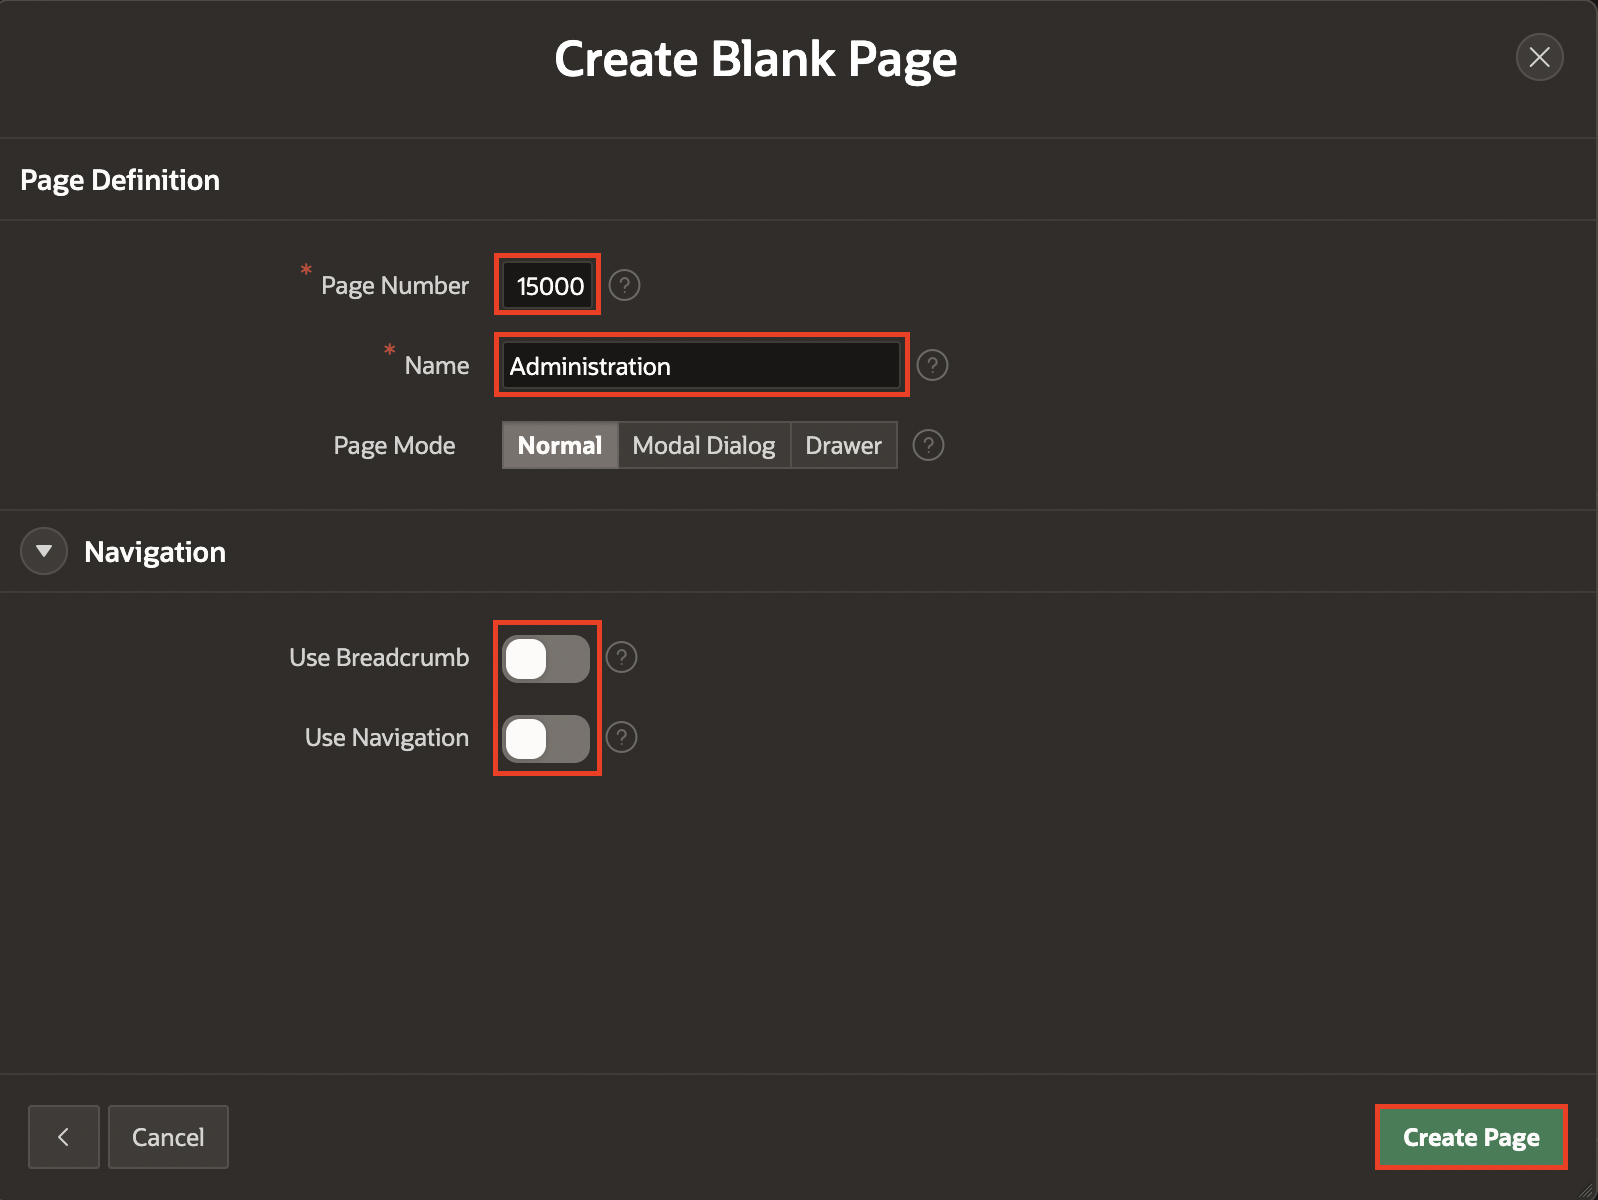 Create Blank Page
Page Definition
* Page Number 15000 ?
* Name Administration ?
Page Mode Normal Modal Dialog Drawer ?
Navigation
Use Breadcrumb ?
Use Navigation ?
Cancel Create Page